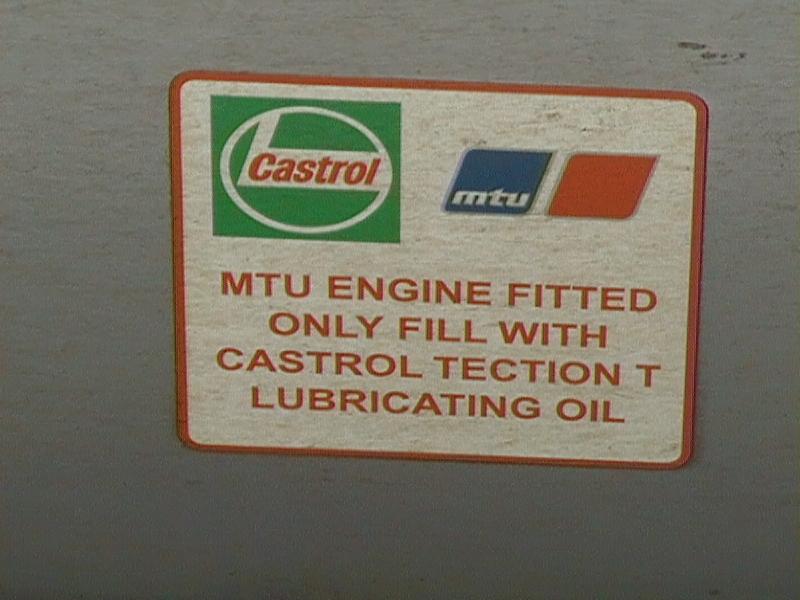 Castrol
mtu
MTU ENGINE FITTED
ONLY FILL WITH
CASTROL TECTION T
LUBRICATING OIL